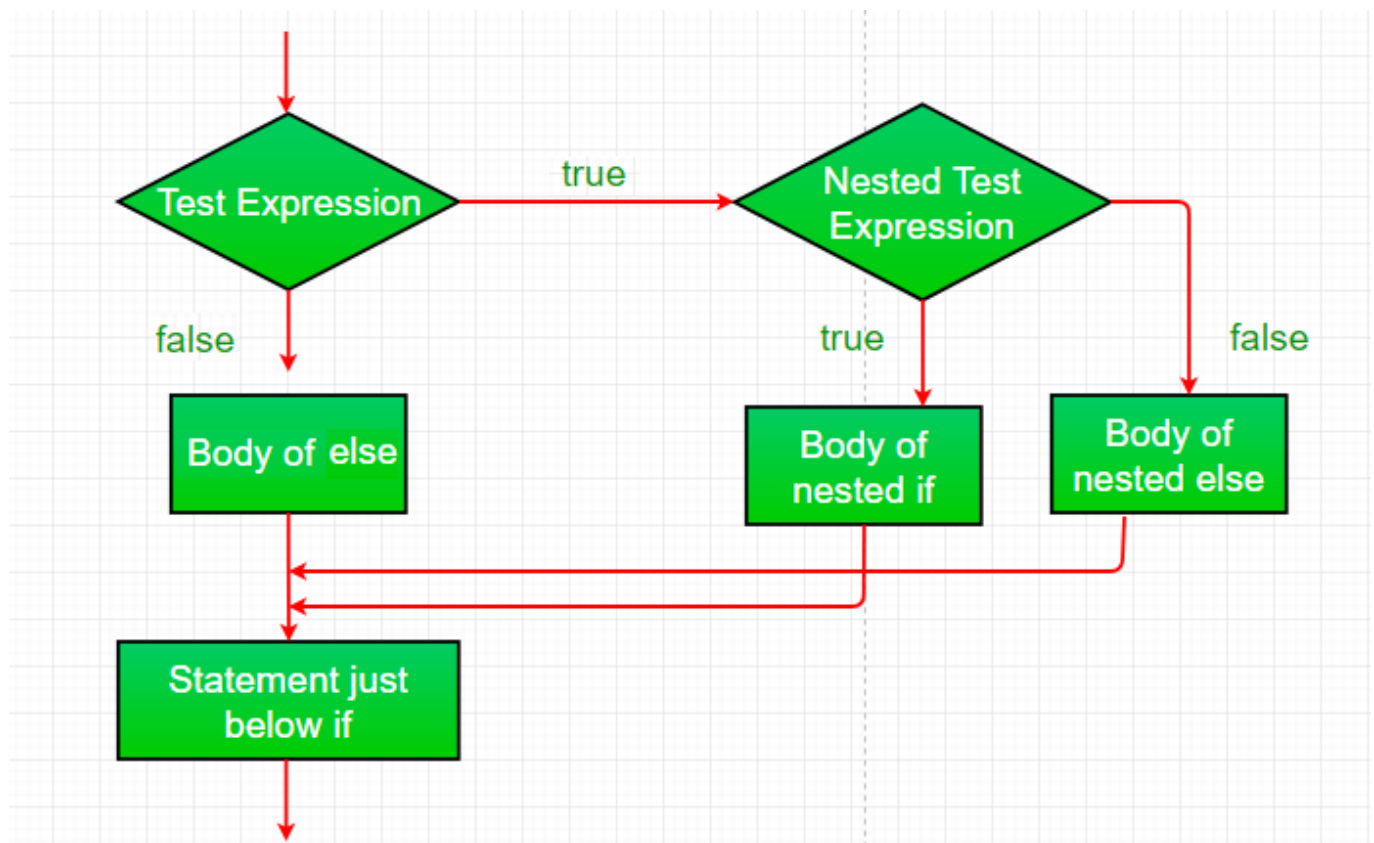 Test Expression
true
Nested Test
Expression
false
true
false
Body of else
Body of
nested if
Body of
nested else
Statement just
below if